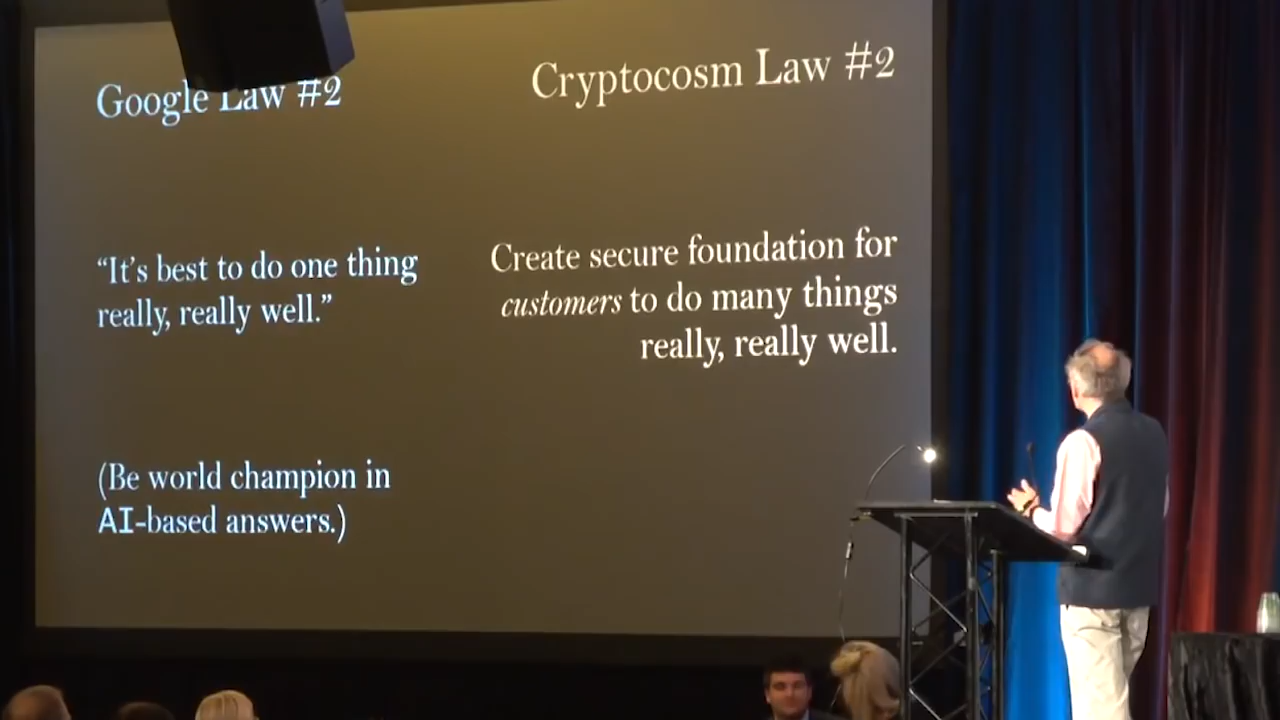 Google Law #2
Cryptocosm Law #2
“It’s best to do one thing
really, really well.”
Create secure foundation for
customers to do many things
really, really well.
(Be world champion in
AI-based answers.)